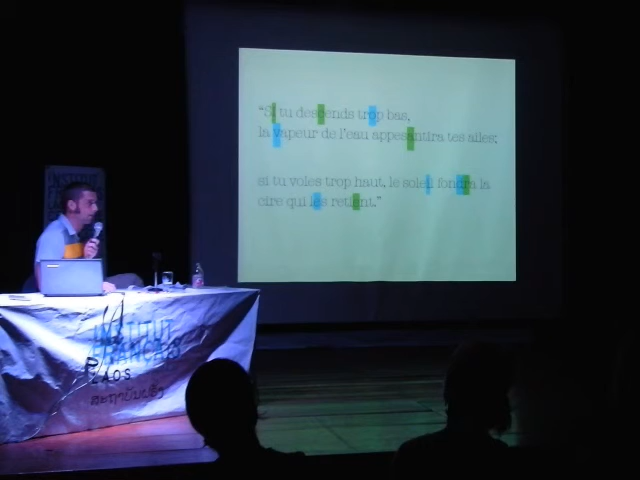 "Si tu descends trop bas,
la vapeur de l'eau appesantira tes ailes;
si tu voles trop haut, le soleil fondra la
cire qui les retient."
INSTITUT
FRANÇAIS
LAOS